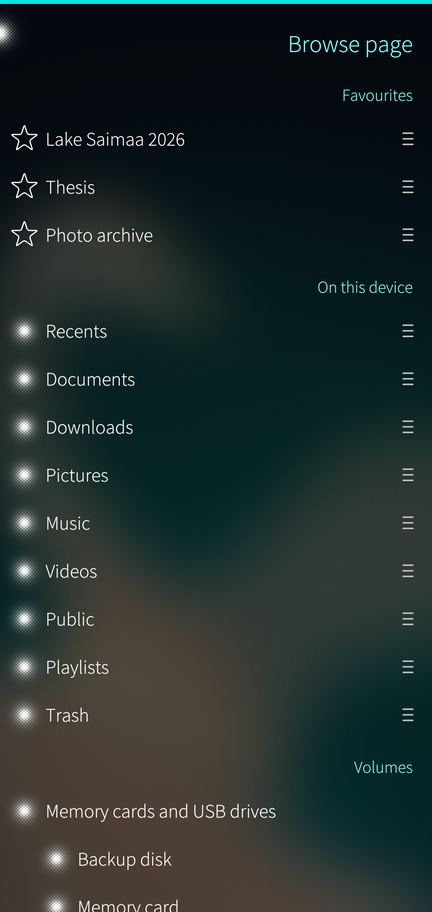 Browse page
Favourites
Lake Saimaa 2026
Thesis
Photo archive
On this device
Recents
Documents
Downloads
Pictures
Music
Videos
Public
Playlists
Trash
Volumes
Memory cards and USB drives
Backup disk
Memory card